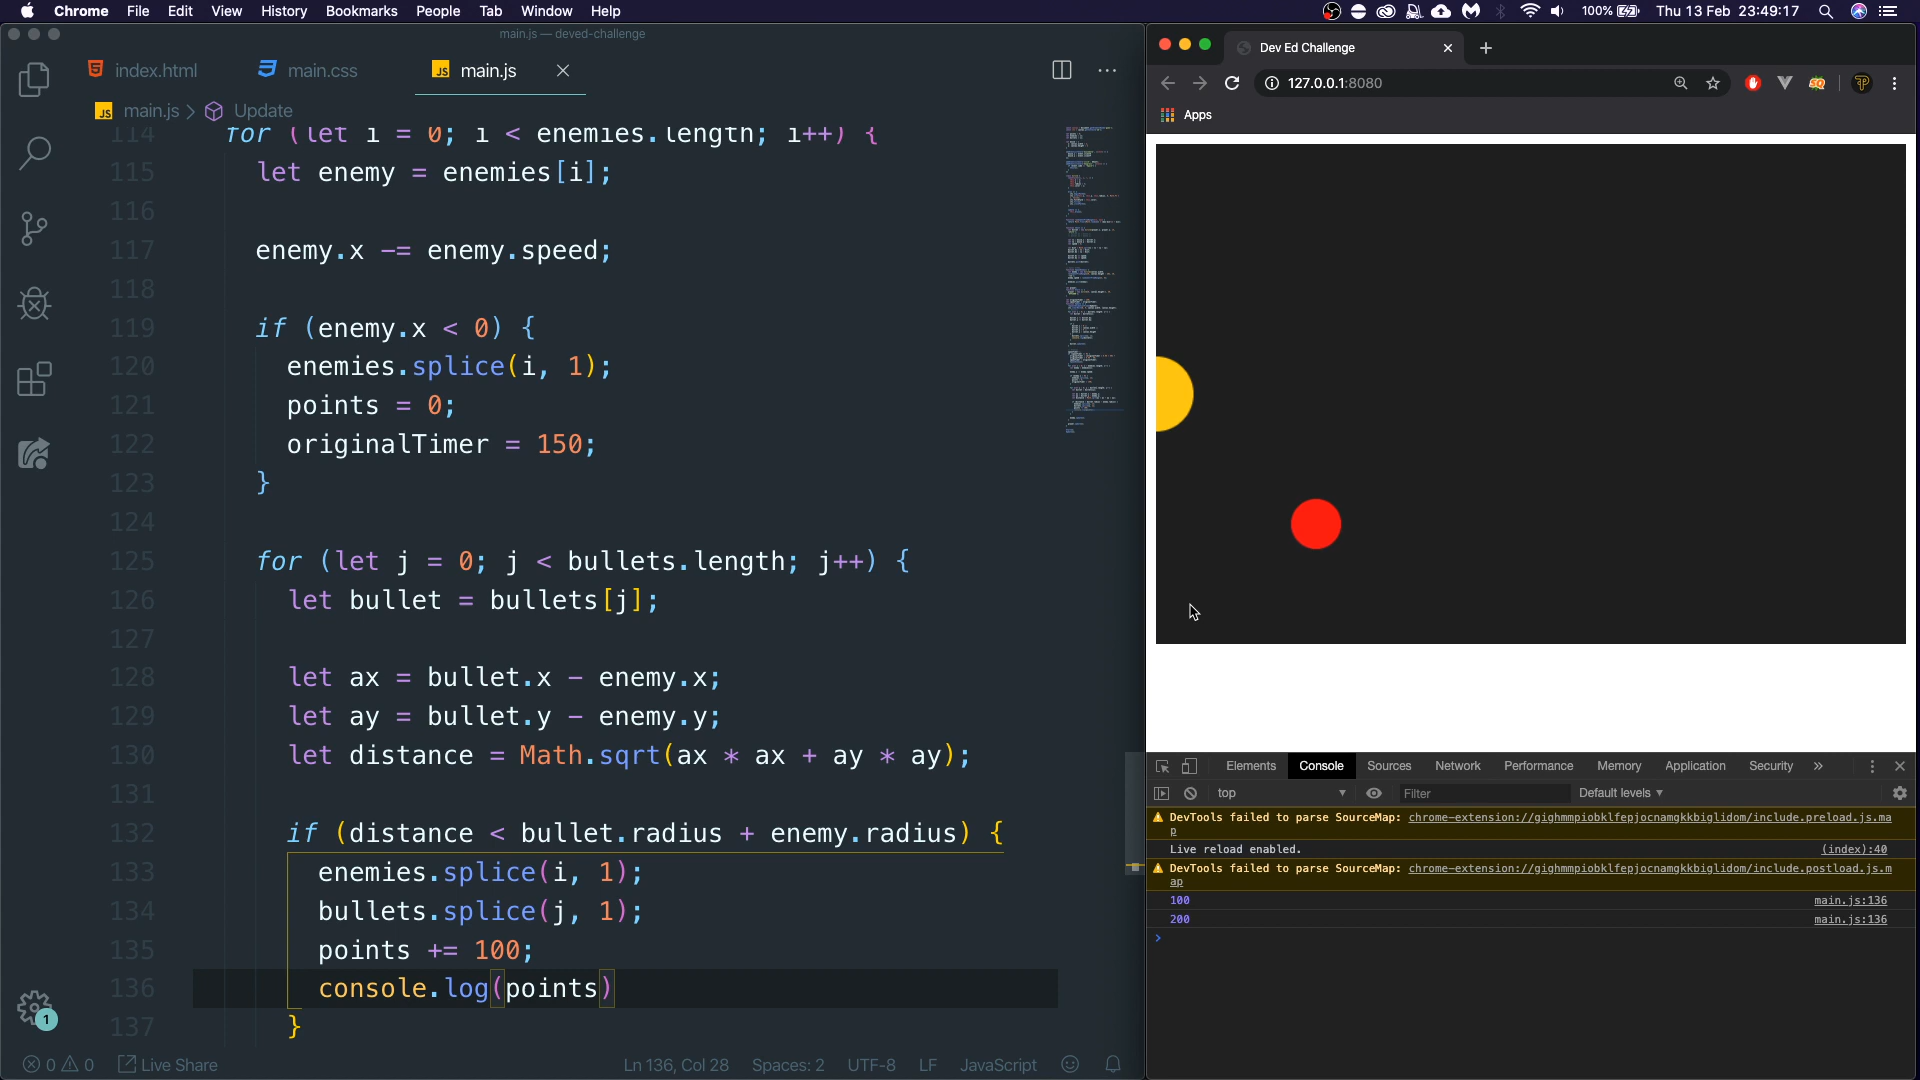 Chrome File Edit View History Bookmarks People Tab Window Help 100% Thu 13 Feb 23:49:17
main.js — deved-challenge
index.html main.css JS main.js
JS main.js > Update
114 for (let i = 0; i < enemies.length; i++) {
115 let enemy = enemies[i];
116
117 enemy.x -= enemy.speed;
118
119 if (enemy.x < 0) {
120 enemies.splice(i, 1);
121 points = 0;
122 originalTimer = 150;
123 }
124
125 for (let j = 0; j < bullets.length; j++) {
126 let bullet = bullets[j];
127
128 let ax = bullet.x - enemy.x;
129 let ay = bullet.y - enemy.y;
130 let distance = Math.sqrt(ax * ax + ay * ay);
131
132 if (distance < bullet.radius + enemy.radius) {
133 enemies.splice(i, 1);
134 bullets.splice(j, 1);
135 points += 100;
136 console.log(points)
137 }
1
0 0 Live Share Ln 136, Col 28 Spaces: 2 UTF-8 LF JavaScript
Dev Ed Challenge
127.0.0.1:8080
Apps
Elements Console Sources Network Performance Memory Application Security »
top Filter Default levels
DevTools failed to parse SourceMap: chrome-extension://gighmmpiobklfepjocnamgkkbiglidom/include.preload.js.ma
p
Live reload enabled. (index):40
DevTools failed to parse SourceMap: chrome-extension://gighmmpiobklfepjocnamgkkbiglidom/include.postload.js.m
ap
100 main.js:136
200 main.js:136
>